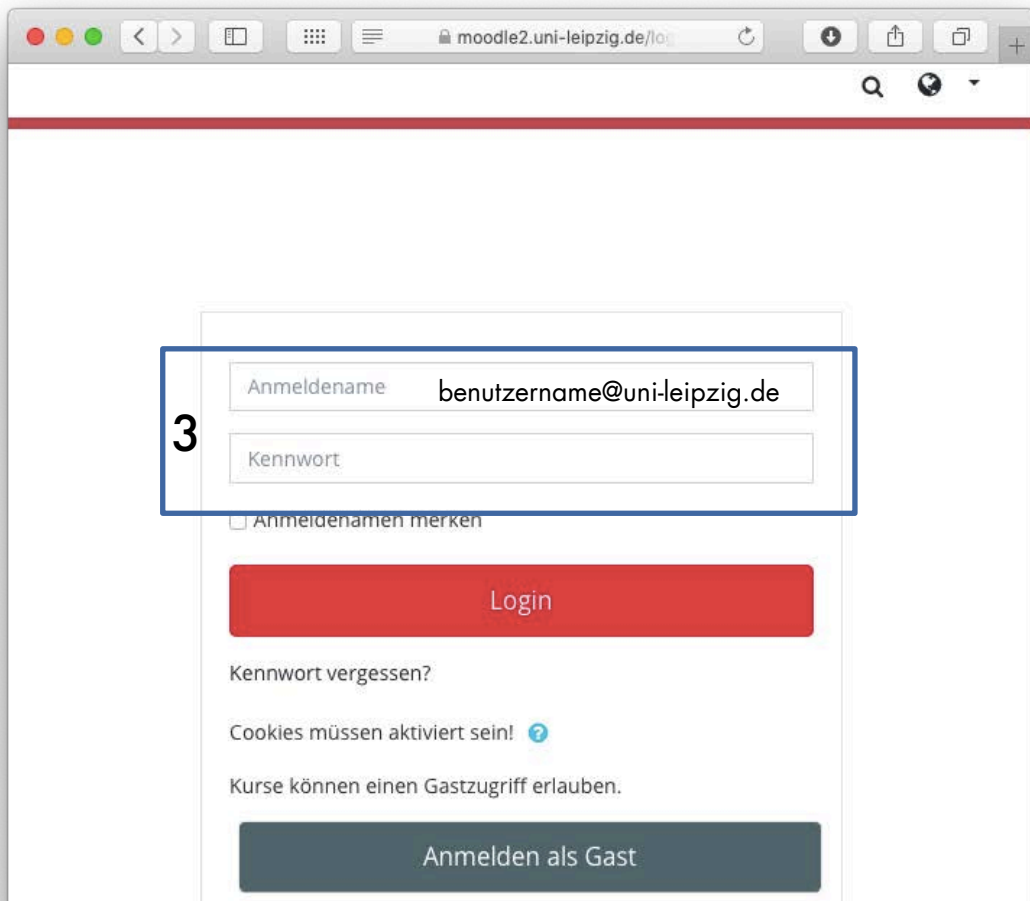 moodle2.uni-leipzig.de/lo
Anmeldename benutzername@uni-leipzig.de
3
Kennwort
Anmeldenamen merken
Login
Kennwort vergessen?
Cookies müssen aktiviert sein! ?
Kurse können einen Gastzugriff erlauben.
Anmelden als Gast